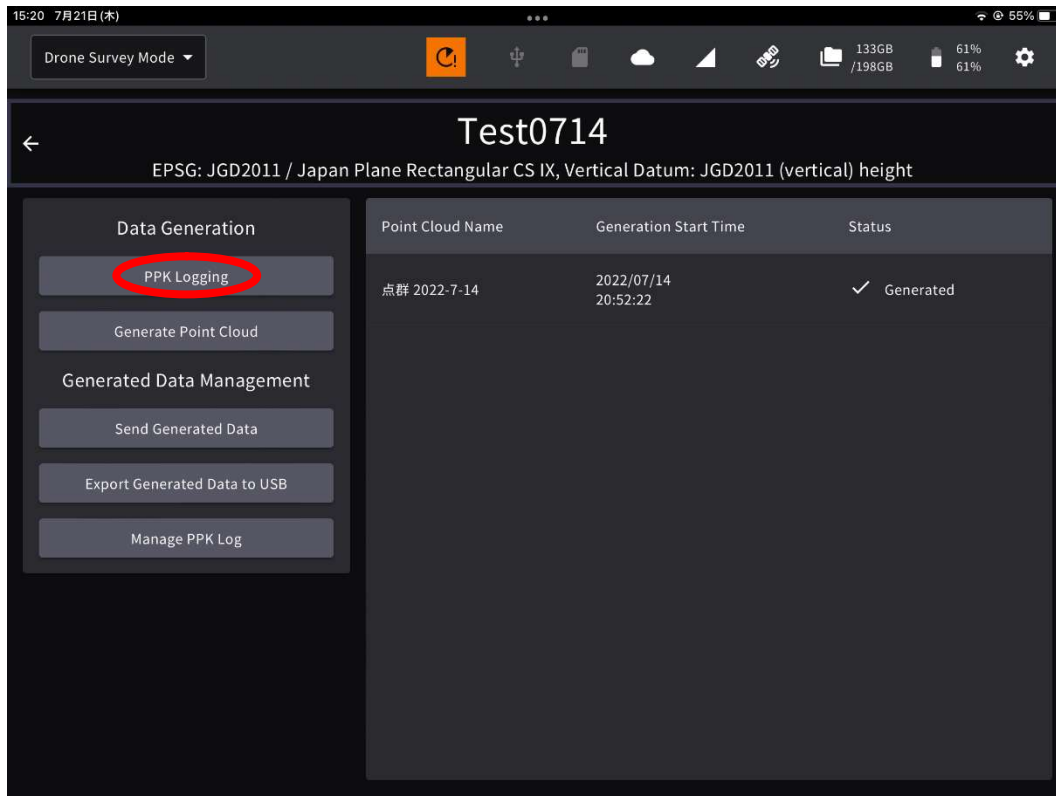 15:20 7月21日(木)
55%
Drone Survey Mode
133GB
/198GB
61%
61%
Test0714
EPSG: JGD2011 / Japan Plane Rectangular CS IX, Vertical Datum: JGD2011 (vertical) height
Data Generation
PPK Logging
Generate Point Cloud
Generated Data Management
Send Generated Data
Export Generated Data to USB
Manage PPK Log
Point Cloud Name Generation Start Time Status
点群 2022-7-14
2022/07/14
20:52:22
Generated